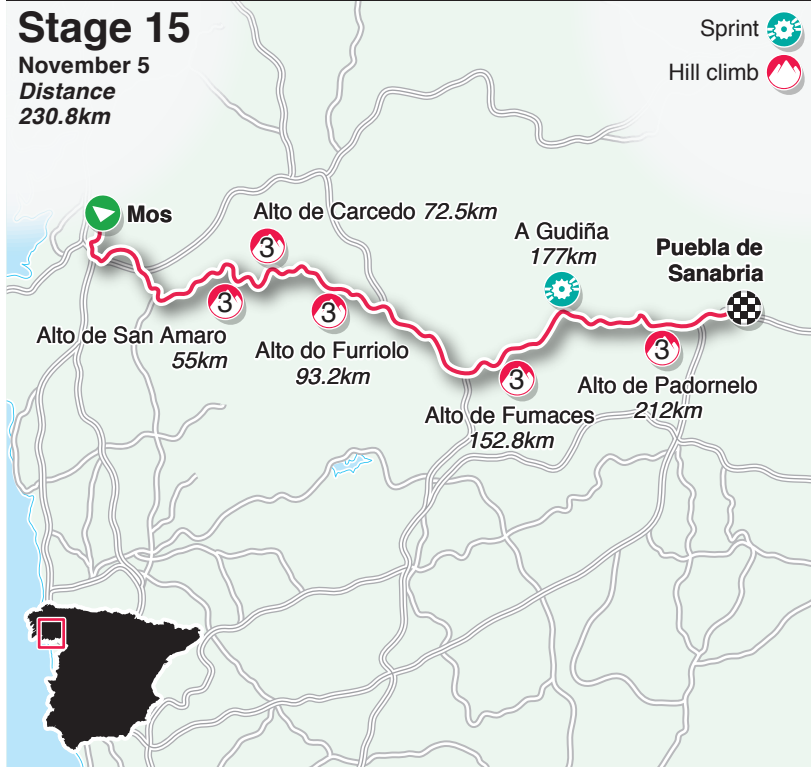 Stage 15
November 5
Distance
230.8km
Sprint
Hill climb
Mos
Alto de Carcedo 72.5km
3
A Gudiña
177km
Puebla de
Sanabria
3
Alto de San Amaro
55km
3
Alto do Furriolo
93.2km
3
Alto de Fumaces
152.8km
3
Alto de Padornelo
212km